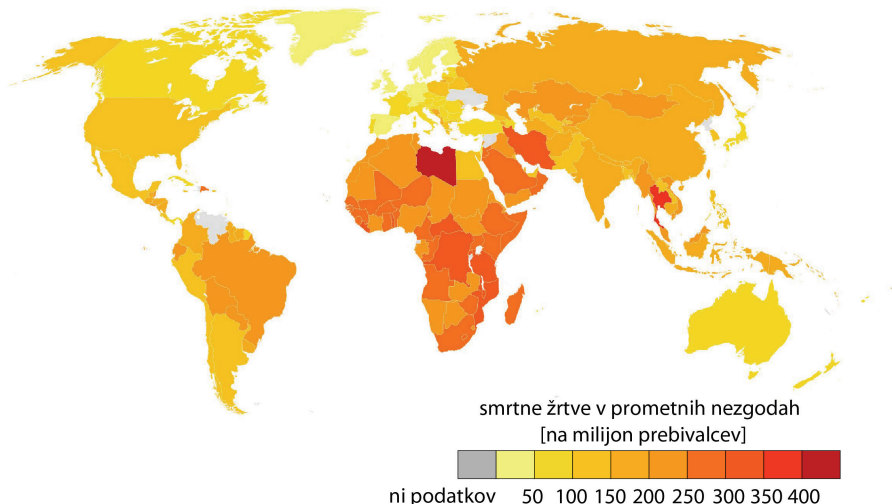 smrtne žrtve v prometnih nezgodah
[na milijon prebivalcev]
ni podatkov 50 100 150 200 250 300 350 400